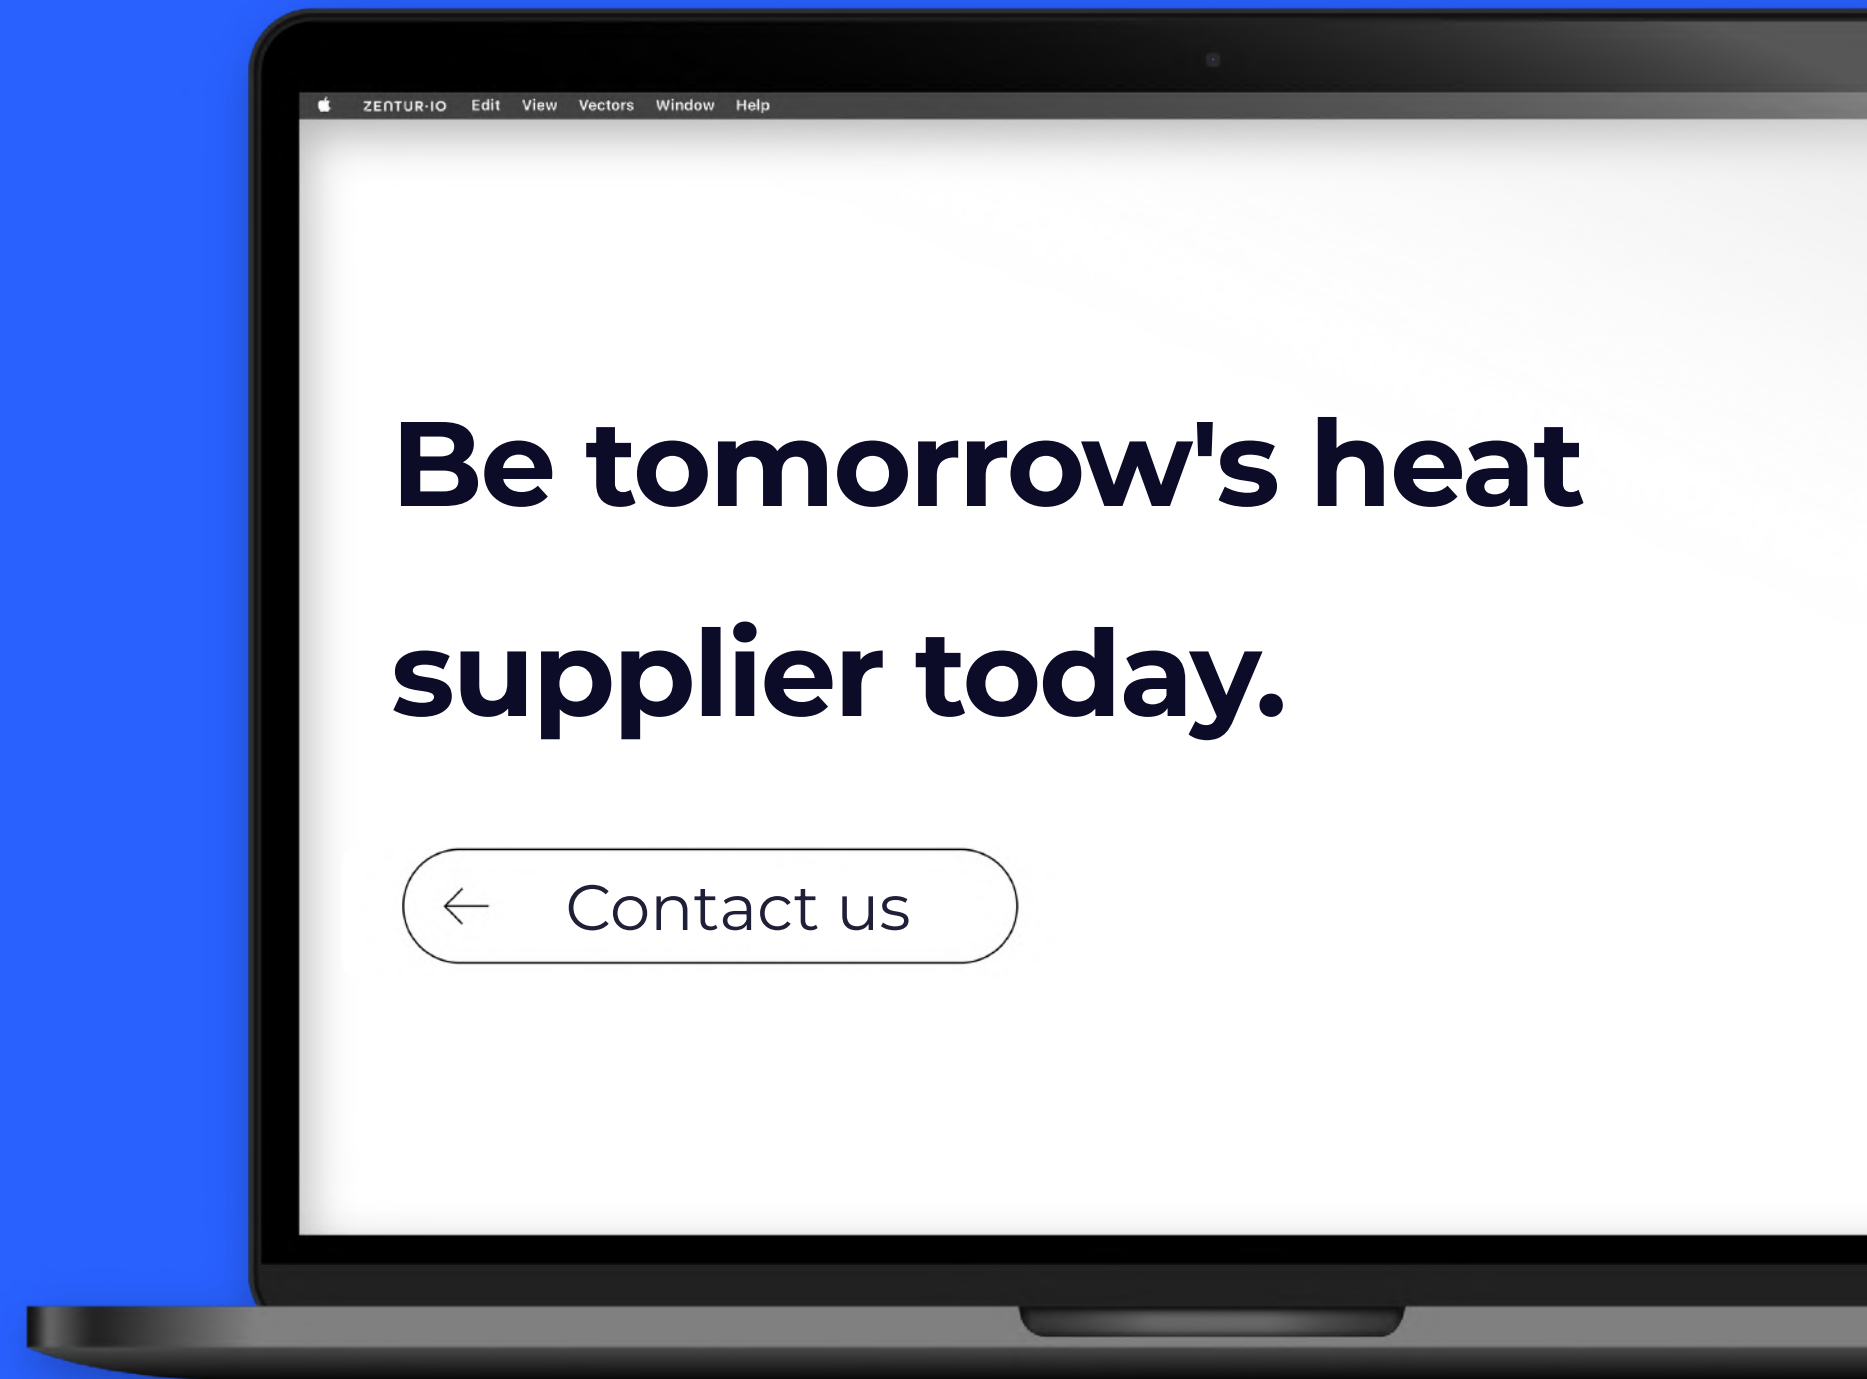 ZENTUR·IO Edit View Vectors Window Help
Be tomorrow's heat
supplier today.
Contact us